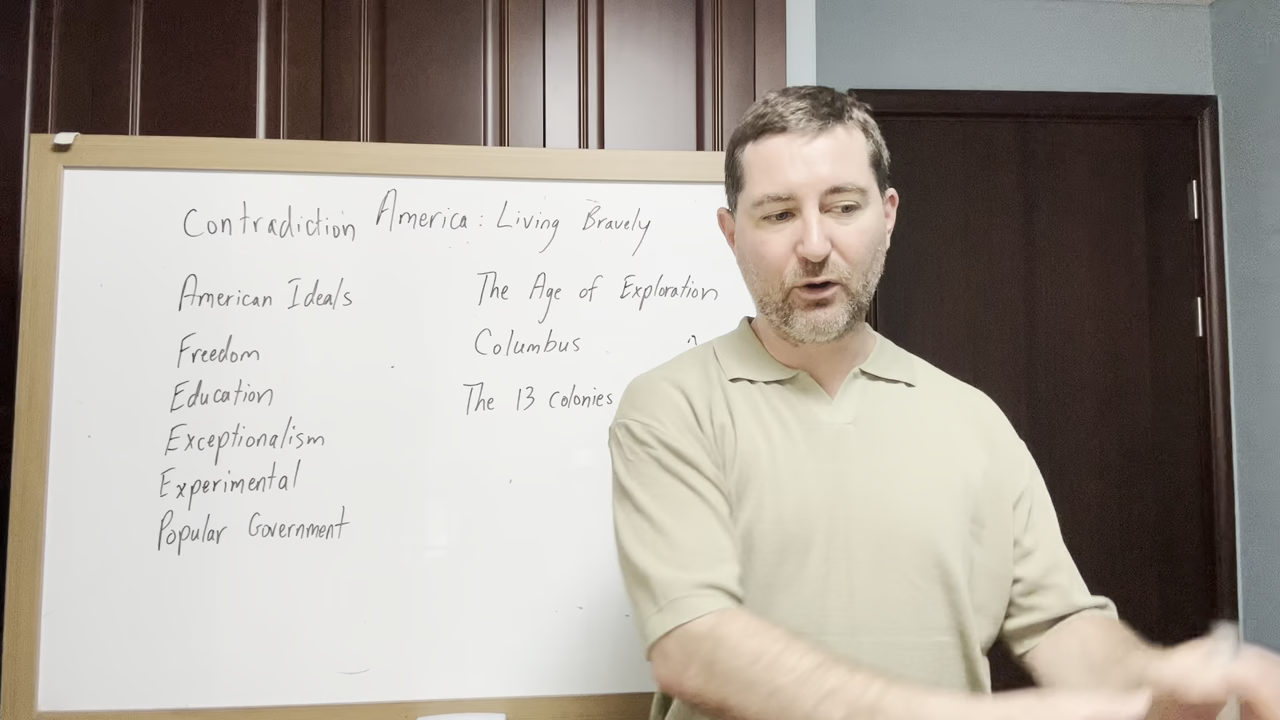 Contradiction America: Living Bravely
American Ideals
Freedom
Education
Exceptionalism
Experimental
Popular Government
The Age of Exploration
Columbus
The 13 colonies